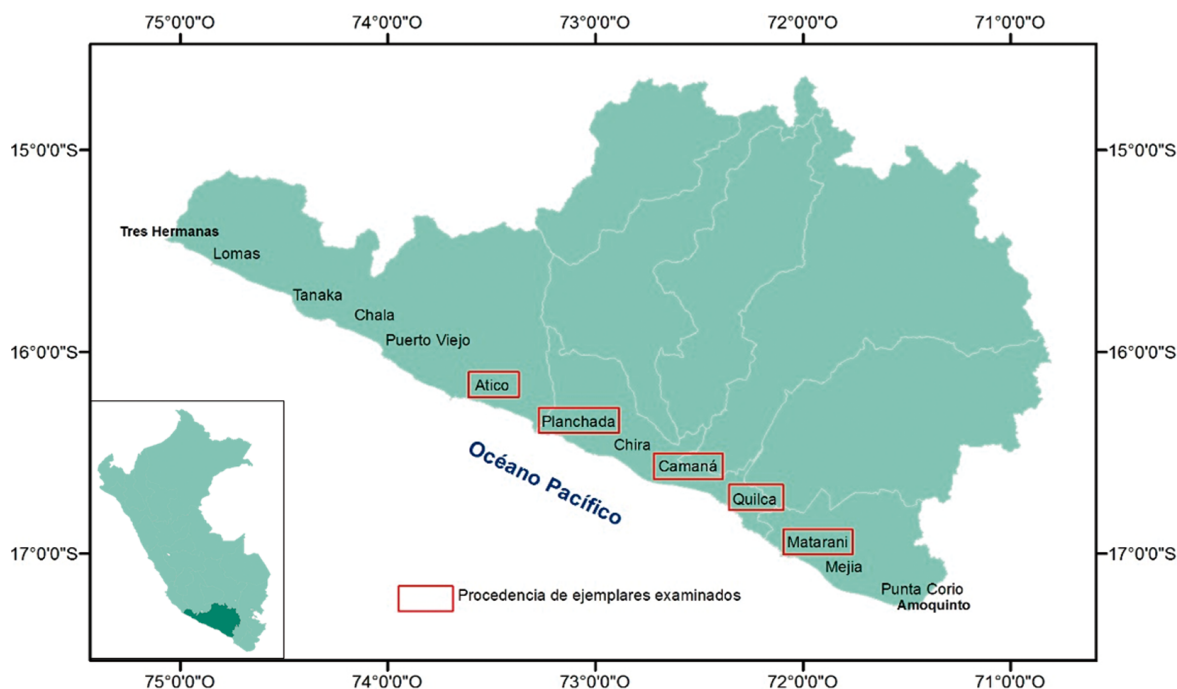 75°0'0"O 74°0'0"O 73°0'0"O 72°0'0"O 71°0'0"O
15°0'0"S 15°0'0"S
Tres Hermanas
Lomas
Tanaka
Chala
Puerto Viejo
16°0'0"S 16°0'0"S
Atico
Planchada
Chira
Océano Pacífico
Camaná
Quilca
Matarani
17°0'0"S 17°0'0"S
Mejia
Punta Corio
Amoquinto
Procedencia de ejemplares examinados
75°0'0"O 74°0'0"O 73°0'0"O 72°0'0"O 71°0'0"O